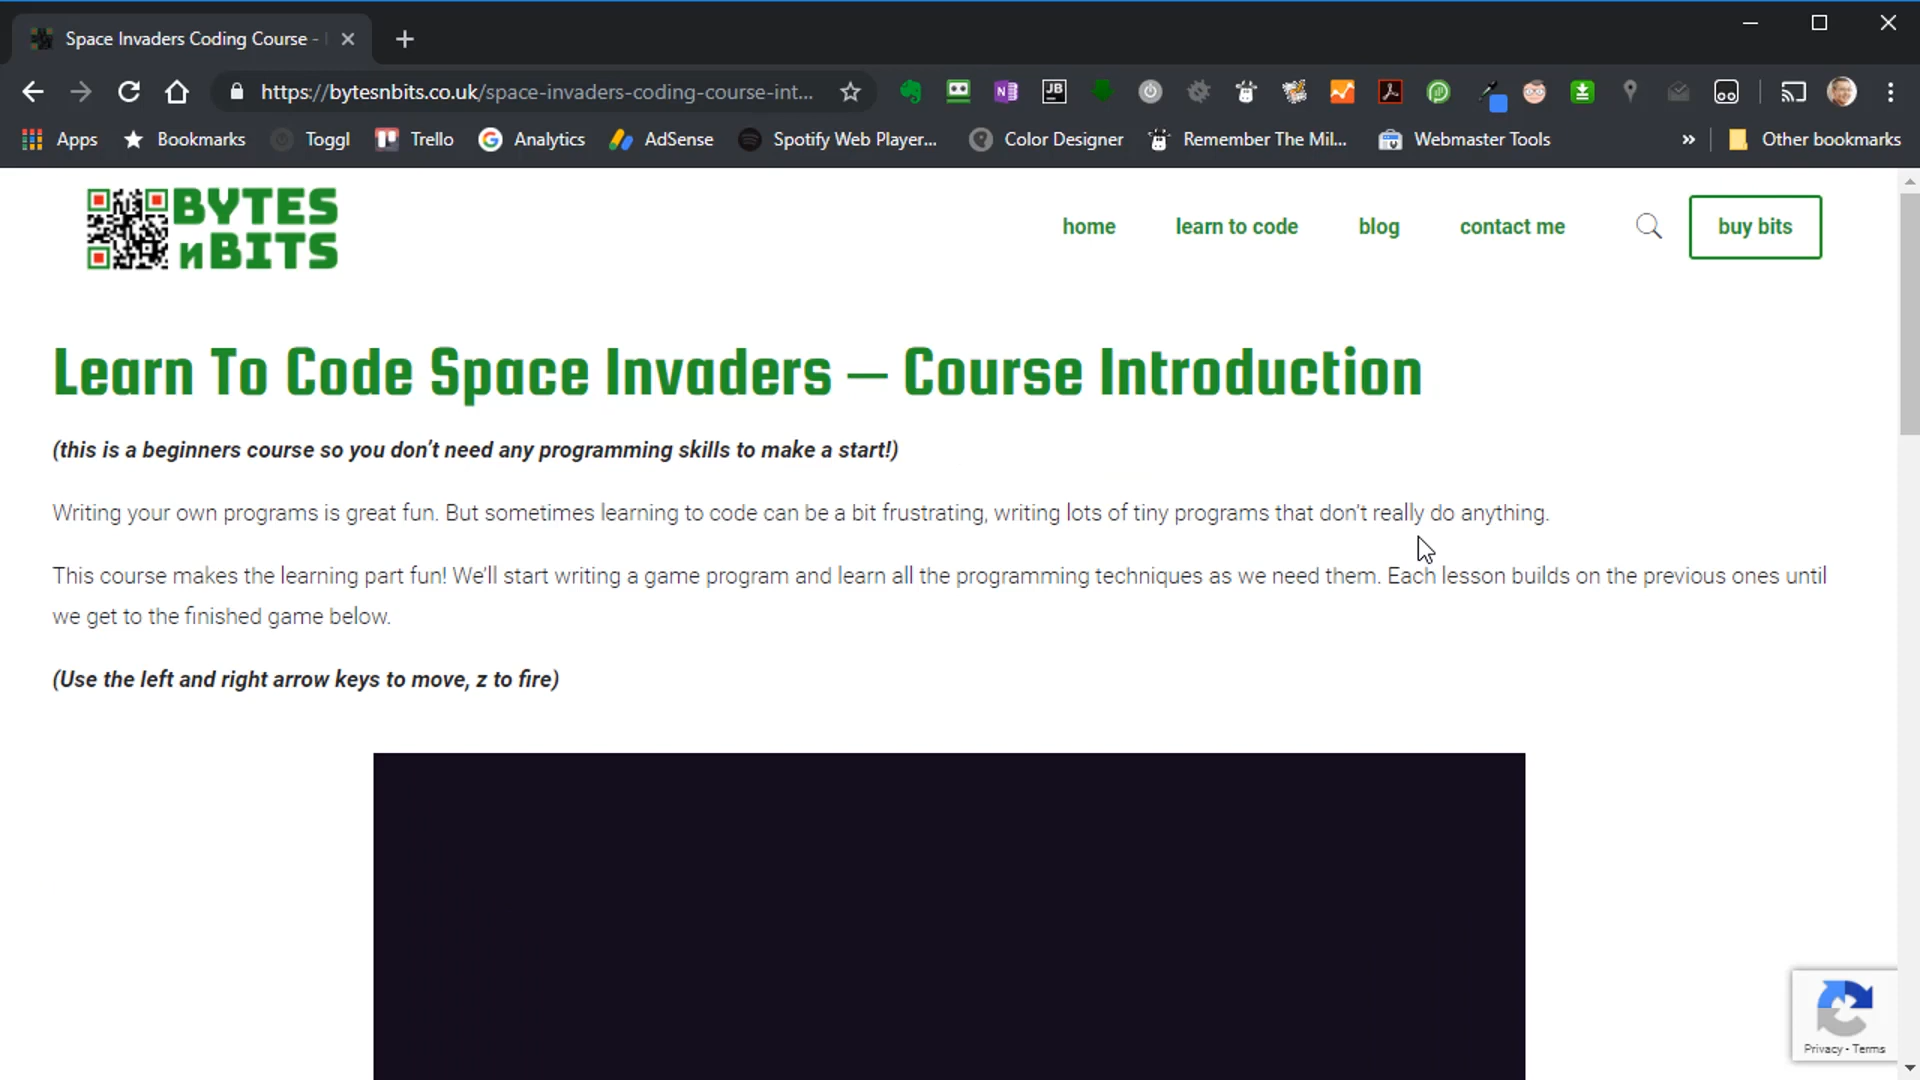 Space Invaders Coding Course -
https://bytesnbits.co.uk/space-invaders-coding-course-int...
Apps Bookmarks Toggl Trello Analytics AdSense Spotify Web Player... Color Designer Remember The Mil... Webmaster Tools » Other bookmarks
BYTES
nBITS
home learn to code blog contact me buy bits
Learn To Code Space Invaders — Course Introduction
(this is a beginners course so you don't need any programming skills to make a start!)
Writing your own programs is great fun. But sometimes learning to code can be a bit frustrating, writing lots of tiny programs that don't really do anything.
This course makes the learning part fun! We'll start writing a game program and learn all the programming techniques as we need them. Each lesson builds on the previous ones until
we get to the finished game below.
(Use the left and right arrow keys to move, z to fire)
Privacy - Terms